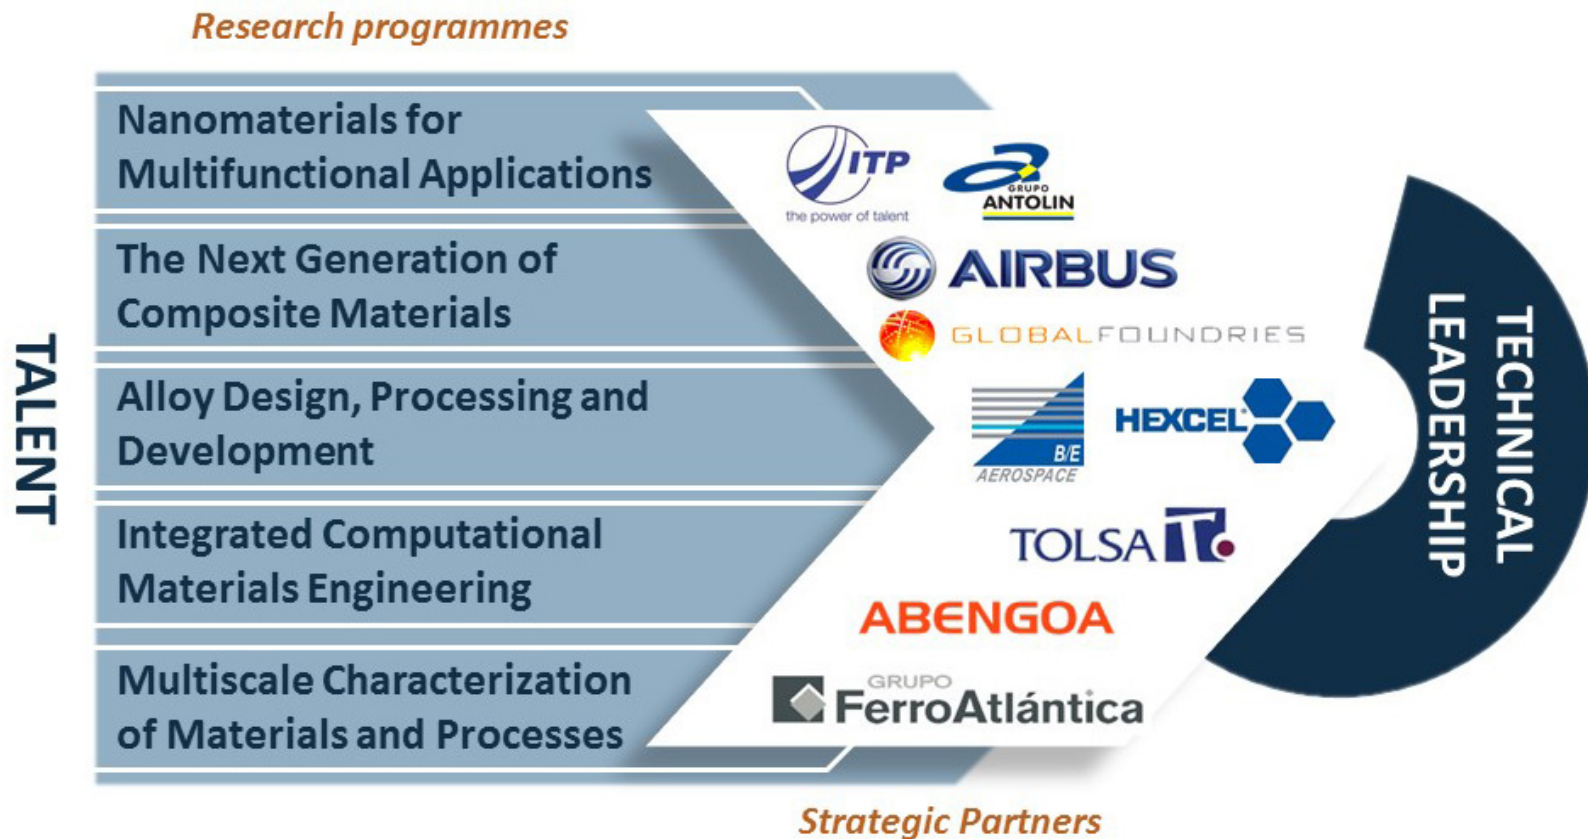 Research programmes
TALENT
Nanomaterials for
Multifunctional Applications
The Next Generation of
Composite Materials
Alloy Design, Processing and
Development
Integrated Computational
Materials Engineering
Multiscale Characterization
of Materials and Processes
ITP
the power of talent
GRUPO
ANTOLIN
AIRBUS
GLOBALFOUNDRIES
B/E
AEROSPACE
HEXCEL®
TOLSA
ABENGOA
GRUPO
FerroAtlántica
TECHNICAL
LEADERSHIP
Strategic Partners